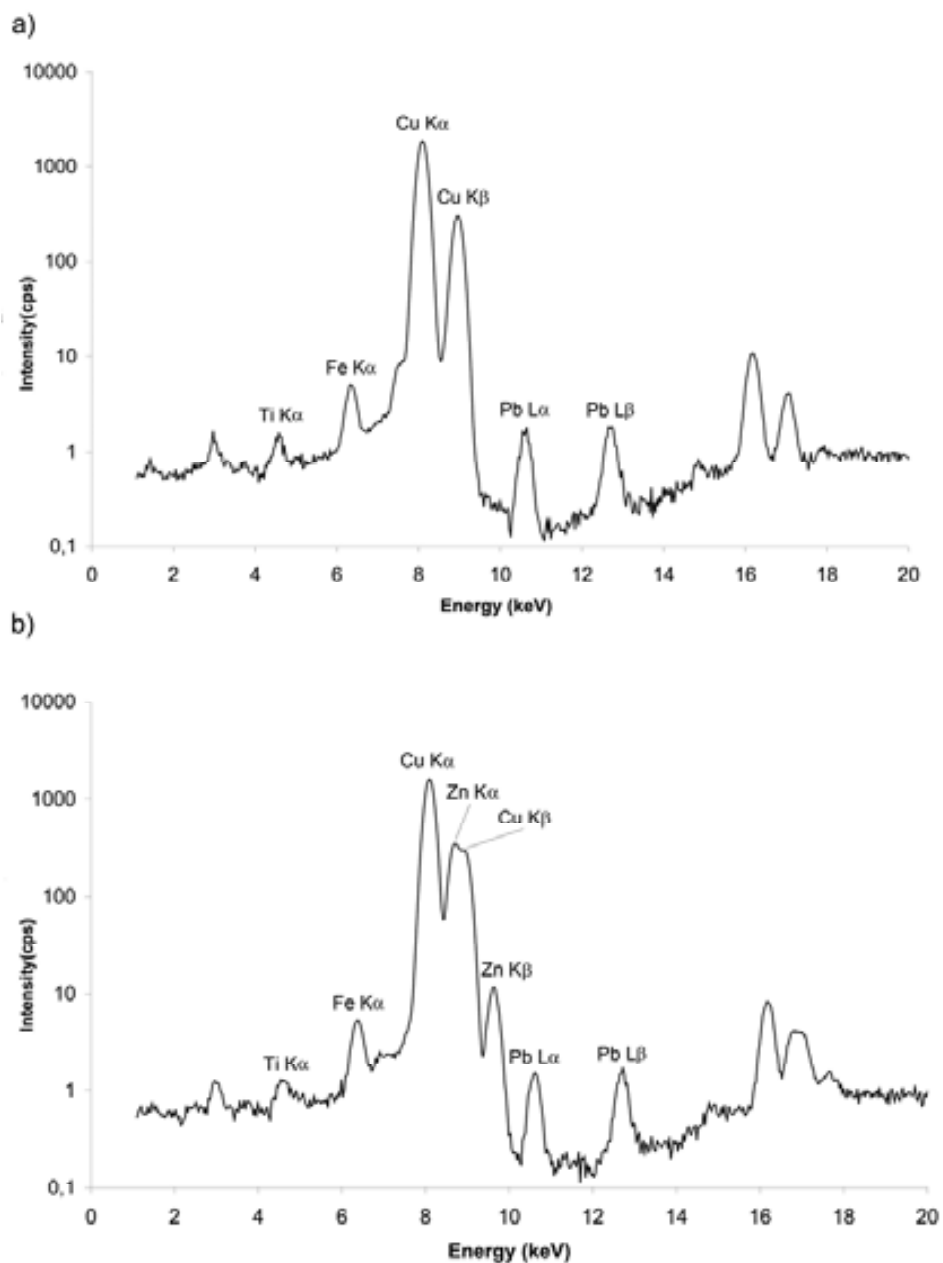 a)
10000
Cu Kα
1000
Cu Kβ
100
Intensity(cps)
10
Fe Kα
Ti Kα
Pb Lα
Pb Lβ
1
0,1
0 2 4 6 8 10 12 14 16 18 20
Energy (keV)
b)
10000
Cu Kα
1000
Zn Kα
Cu Kβ
100
Intensity(cps)
Zn Kβ
10
Fe Kα
Ti Kα
Pb Lα
Pb Lβ
1
0,1
0 2 4 6 8 10 12 14 16 18 20
Energy (keV)